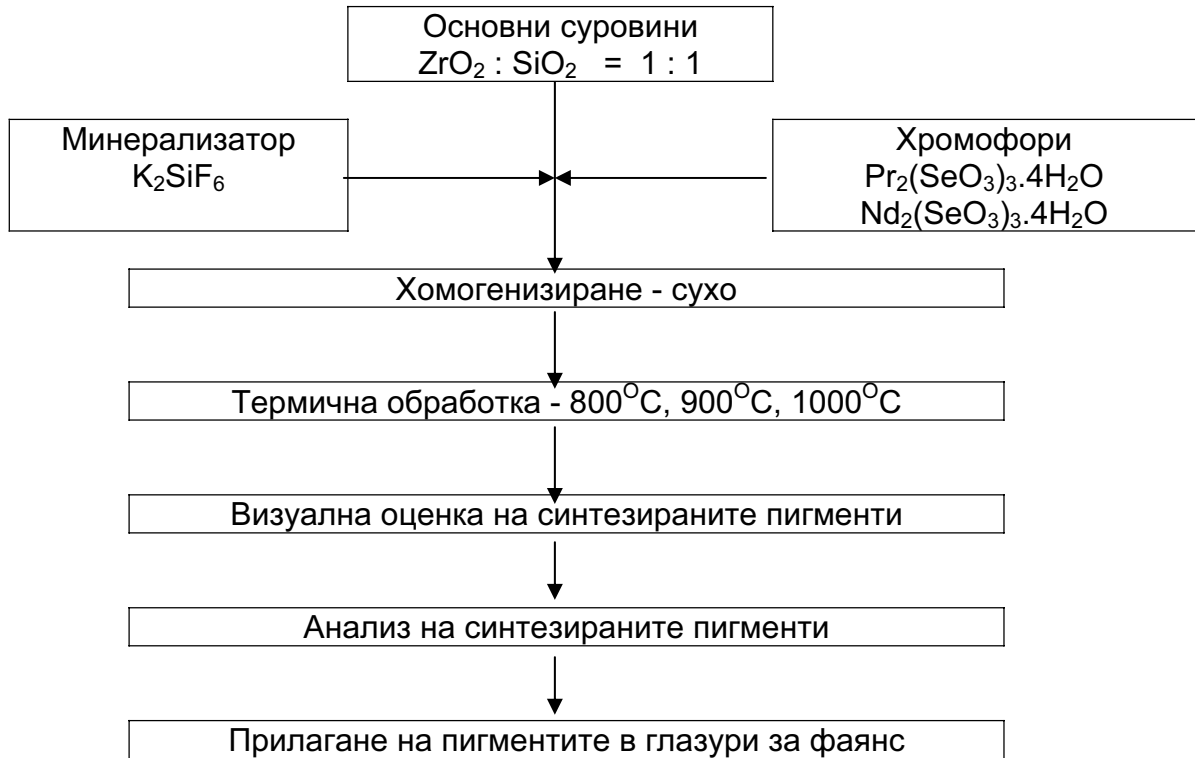 Основни суровини
ZrO₂ : SiO₂ = 1 : 1
Минерализатор
K₂SiF₆
Хромофори
Pr₂(SeO₃)₃.4H₂O
Nd₂(SeO₃)₃.4H₂O
Хомогенизиране - сухо
Термична обработка - 800ᴼC, 900ᴼC, 1000ᴼC
Визуална оценка на синтезираните пигменти
Анализ на синтезираните пигменти
Прилагане на пигментите в глазури за фаянс